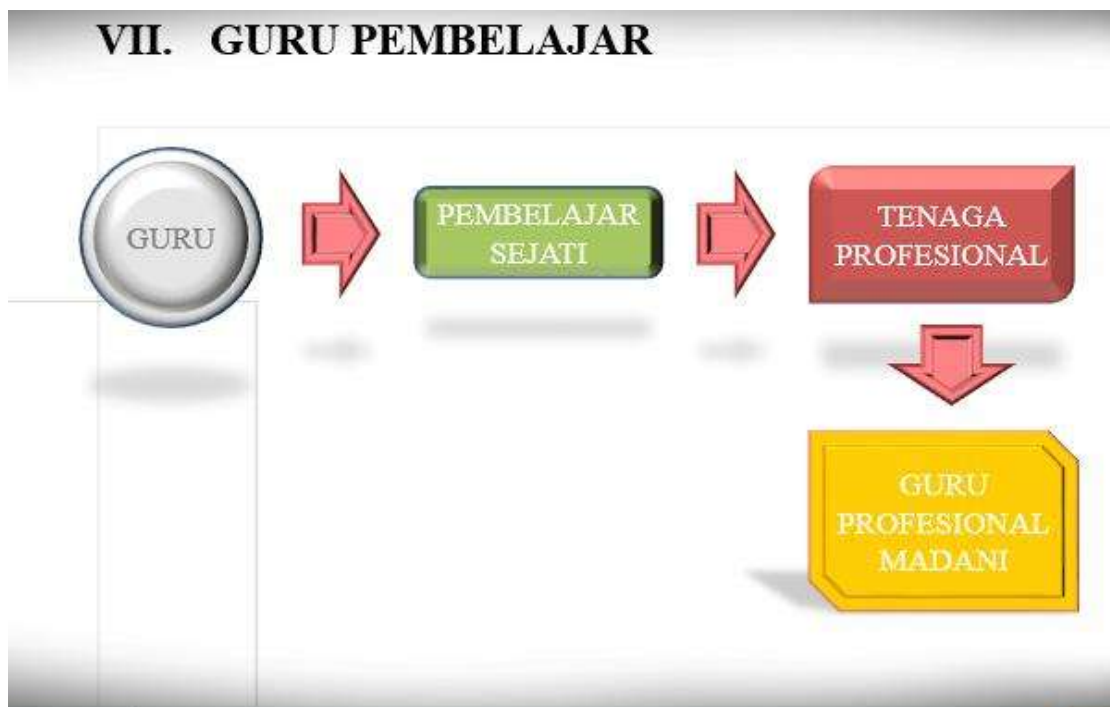 VII. GURU PEMBELAJAR
GURU
PEMBELAJAR
SEJATI
TENAGA
PROFESIONAL
GURU
PROFESIONAL
MADANI